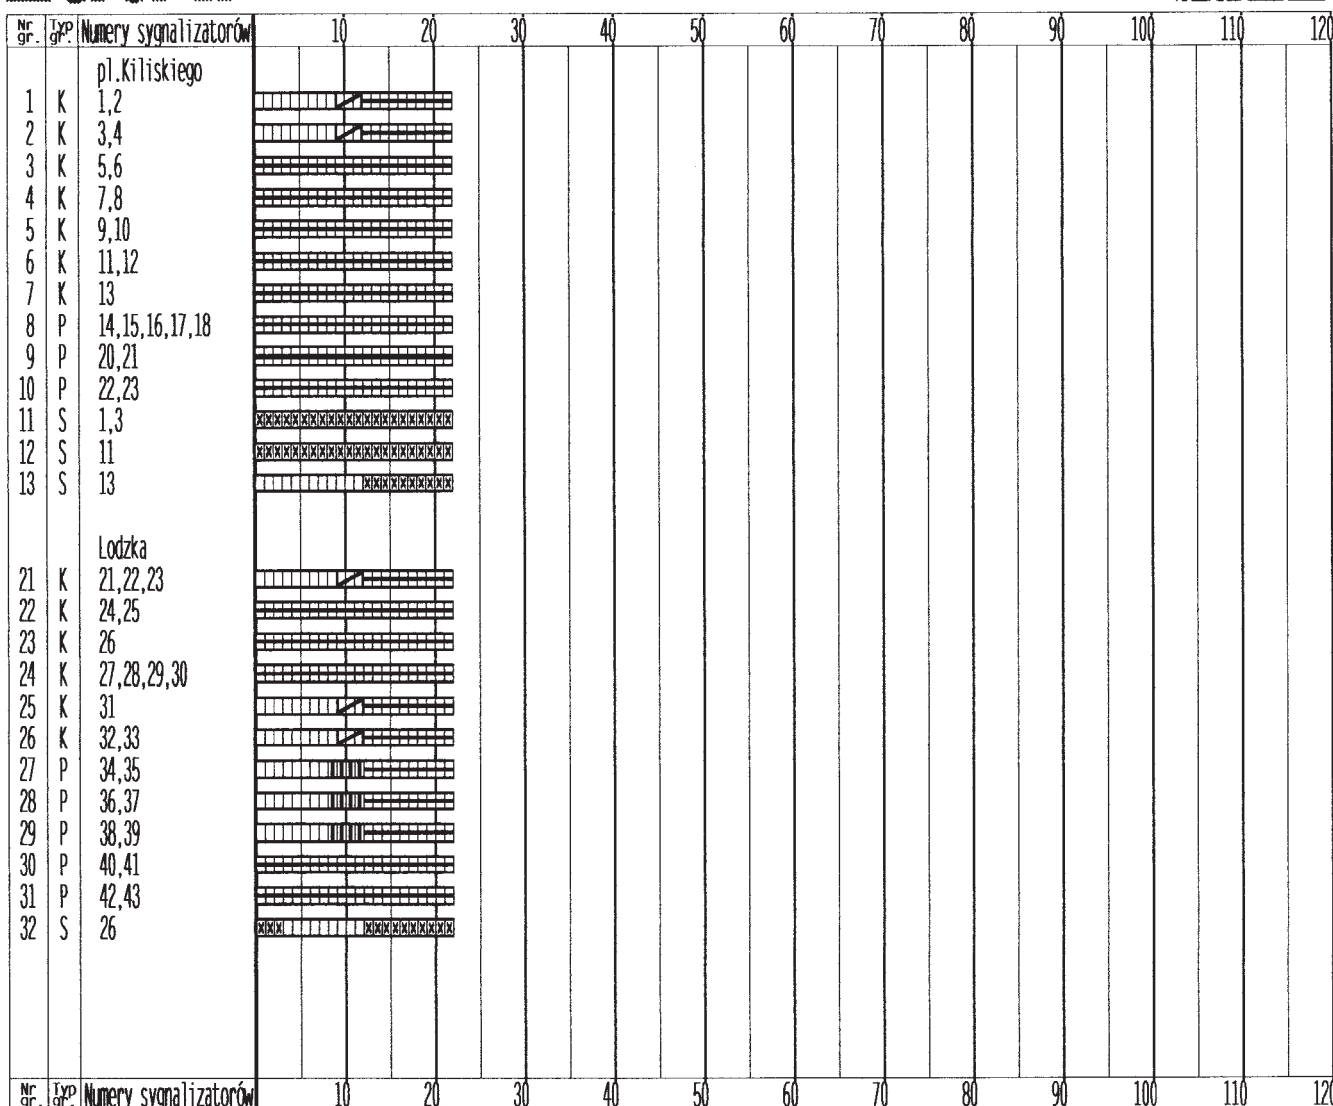 Nr gr. Typ gr. Numery sygnalizatorów 10 20 30 40 50 60 70 80 90 100 110 120
pl.Kiliskiego
1 K 1,2
2 K 3,4
3 K 5,6
4 K 7,8
5 K 9,10
6 K 11,12
7 K 13
8 P 14,15,16,17,18
9 P 20,21
10 P 22,23
11 S 1,3
12 S 11
13 S 13
Łodzka
21 K 21,22,23
22 K 24,25
23 K 26
24 K 27,28,29,30
25 K 31
26 K 32,33
27 P 34,35
28 P 36,37
29 P 38,39
30 P 40,41
31 P 42,43
32 S 26
Nr gr. Typ gr. Numery sygnalizatorów 10 20 30 40 50 60 70 80 90 100 110 120